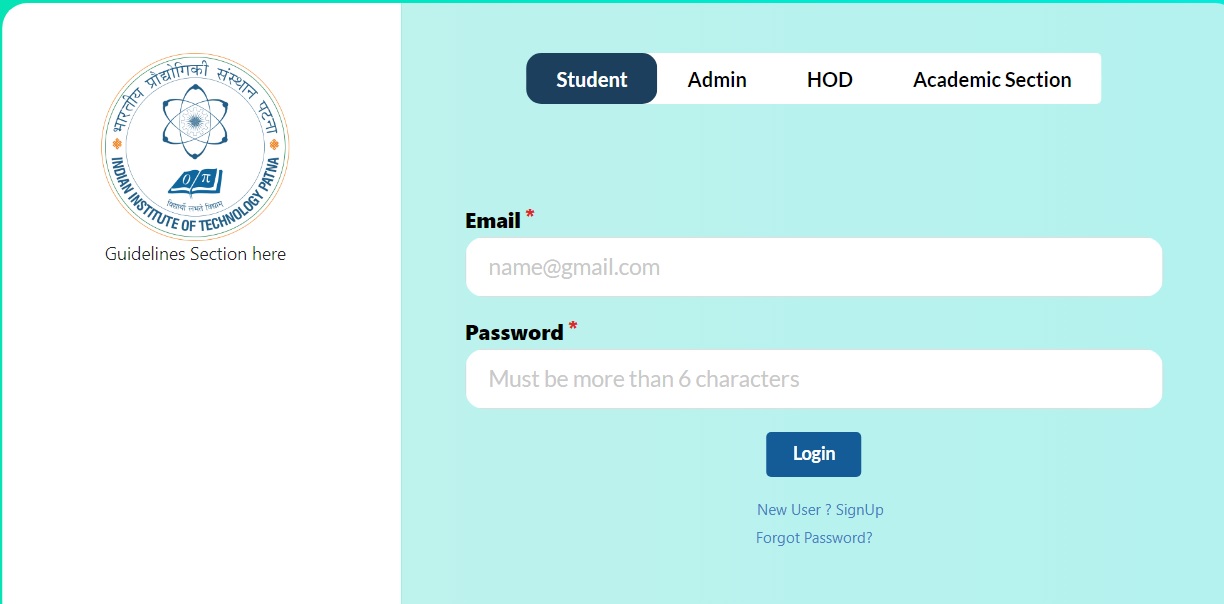 भारतीय प्रौद्योगिकी संस्थान पटना
INDIAN INSTITUTE OF TECHNOLOGY PATNA
विद्यार्थी लभते विद्याम्
Guidelines Section here
Student Admin HOD Academic Section
Email *
name@gmail.com
Password *
Must be more than 6 characters
Login
New User ? SignUp
Forgot Password?